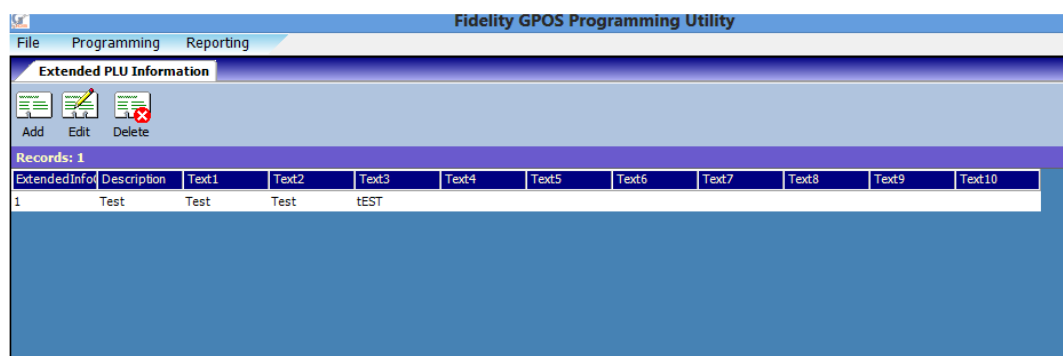 Fidelity GPOS Programming Utility
File Programming Reporting
Extended PLU Information
Add Edit Delete
Records: 1
ExtendedInfo Description Text1 Text2 Text3 Text4 Text5 Text6 Text7 Text8 Text9 Text10
1 Test Test Test tEST